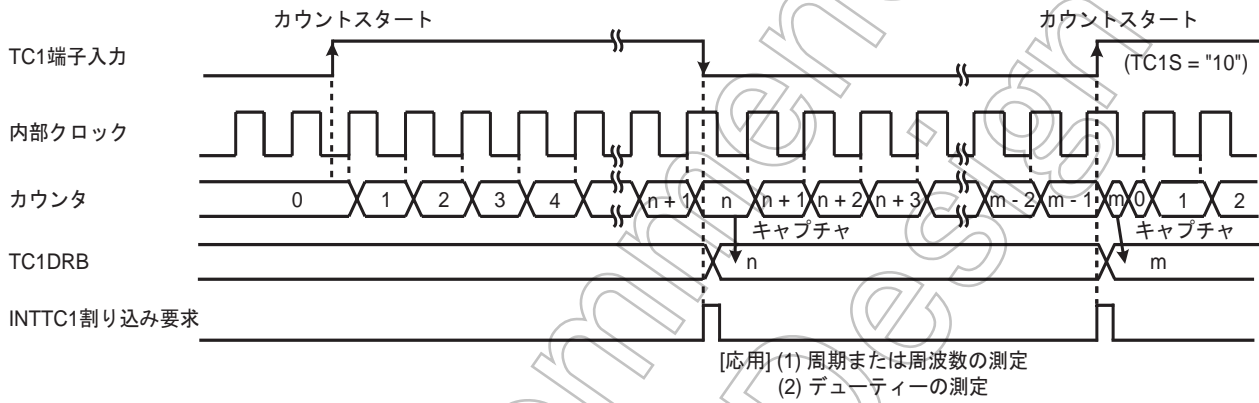 カウントスタート カウントスタート
TC1端子入力
(TC1S = "10")
内部クロック
カウンタ 0 1 2 3 4 n + 1 n n + 1 n + 2 n + 3 m - 2 m - 1 m 0 1 2
キャプチャ キャプチャ
TC1DRB n m
INTTC1割り込み要求
[応用] (1) 周期または周波数の測定
(2) デューティーの測定